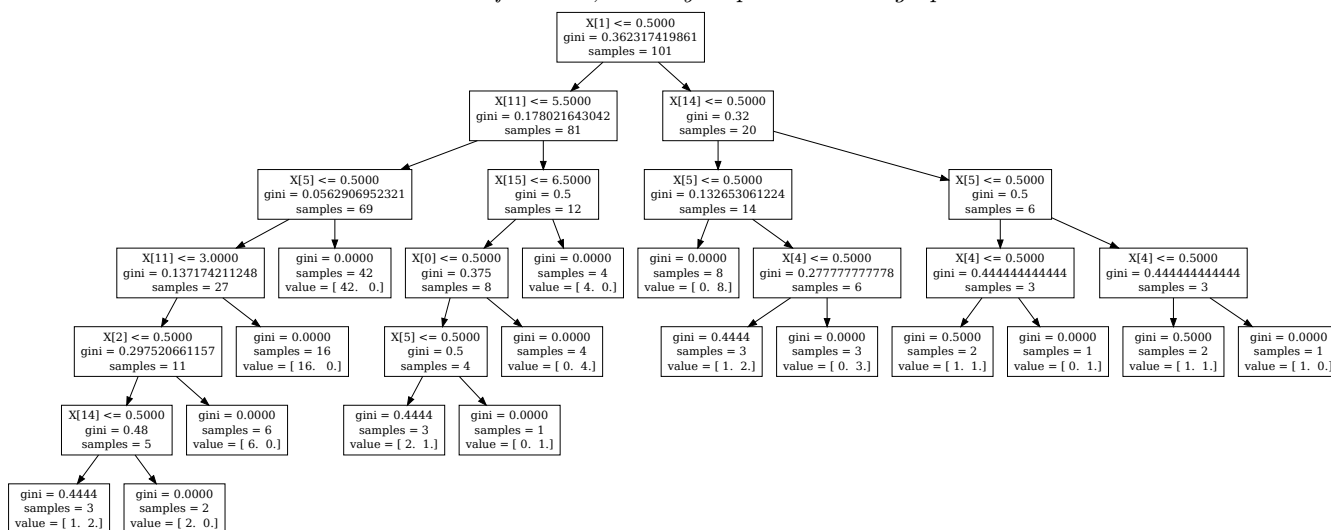 X[1] <= 0.5000
gini = 0.362317419861
samples = 101
X[11] <= 5.5000
gini = 0.178021643042
samples = 81
X[14] <= 0.5000
gini = 0.32
samples = 20
X[5] <= 0.5000
gini = 0.0562906952321
samples = 69
X[15] <= 6.5000
gini = 0.5
samples = 12
X[5] <= 0.5000
gini = 0.132653061224
samples = 14
X[5] <= 0.5000
gini = 0.5
samples = 6
X[11] <= 3.0000
gini = 0.137174211248
samples = 27
gini = 0.0000
samples = 42
value = [ 42.   0.]
X[0] <= 0.5000
gini = 0.375
samples = 8
gini = 0.0000
samples = 4
value = [ 4.  0.]
gini = 0.0000
samples = 8
value = [ 0.  8.]
X[4] <= 0.5000
gini = 0.277777777778
samples = 6
X[4] <= 0.5000
gini = 0.444444444444
samples = 3
X[4] <= 0.5000
gini = 0.444444444444
samples = 3
X[2] <= 0.5000
gini = 0.297520661157
samples = 11
gini = 0.0000
samples = 16
value = [ 16.   0.]
X[5] <= 0.5000
gini = 0.5
samples = 4
gini = 0.0000
samples = 4
value = [ 0.  4.]
gini = 0.4444
samples = 3
value = [ 1.  2.]
gini = 0.0000
samples = 3
value = [ 0.  3.]
gini = 0.5000
samples = 2
value = [ 1.  1.]
gini = 0.0000
samples = 1
value = [ 0.  1.]
gini = 0.5000
samples = 2
value = [ 1.  1.]
gini = 0.0000
samples = 1
value = [ 1.  0.]
X[14] <= 0.5000
gini = 0.48
samples = 5
gini = 0.0000
samples = 6
value = [ 6.  0.]
gini = 0.4444
samples = 3
value = [ 2.  1.]
gini = 0.0000
samples = 1
value = [ 0.  1.]
gini = 0.4444
samples = 3
value = [ 1.  2.]
gini = 0.0000
samples = 2
value = [ 2.  0.]